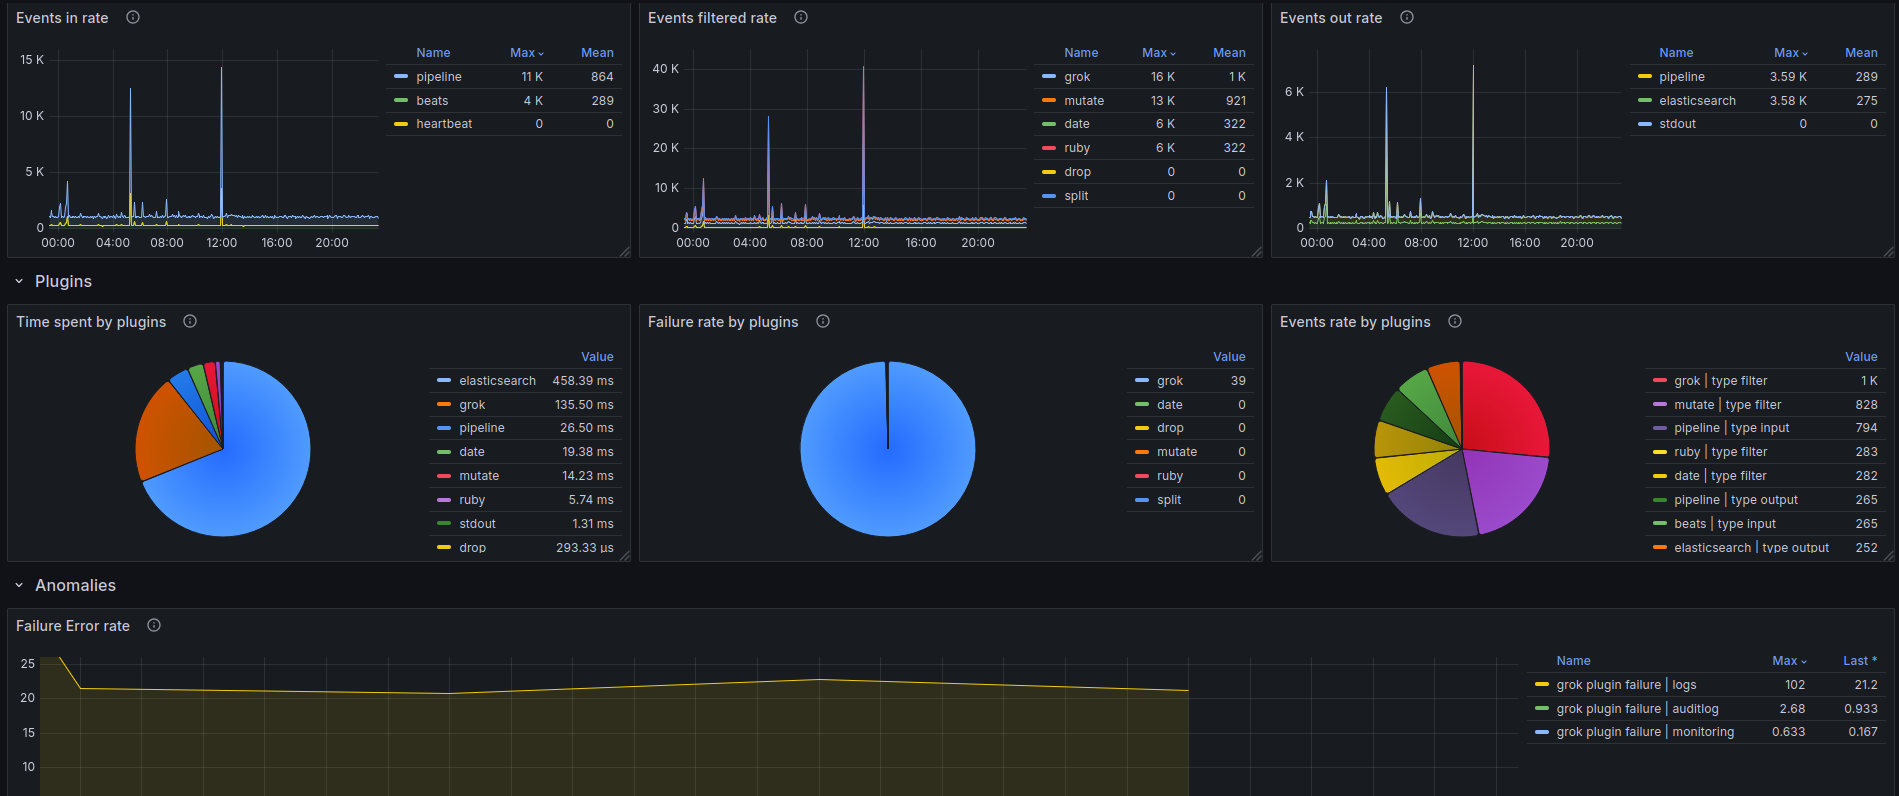 Events in rate
Name Max Mean
pipeline 11 K 864
beats 4 K 289
heartbeat 0 0
15 K
10 K
5 K
0
00:00 04:00 08:00 12:00 16:00 20:00
Events filtered rate
Name Max Mean
grok 16 K 1 K
mutate 13 K 921
date 6 K 322
ruby 6 K 322
drop 0 0
split 0 0
40 K
30 K
20 K
10 K
0
00:00 04:00 08:00 12:00 16:00 20:00
Events out rate
Name Max Mean
pipeline 3.59 K 289
elasticsearch 3.58 K 275
stdout 0 0
6 K
4 K
2 K
0
00:00 04:00 08:00 12:00 16:00 20:00
Plugins
Time spent by plugins
Value
elasticsearch 458.39 ms
grok 135.50 ms
pipeline 26.50 ms
date 19.38 ms
mutate 14.23 ms
ruby 5.74 ms
stdout 1.31 ms
drop 293.33 µs
Failure rate by plugins
Value
grok 39
date 0
drop 0
mutate 0
ruby 0
split 0
Events rate by plugins
Value
grok | type filter 1 K
mutate | type filter 828
pipeline | type input 794
ruby | type filter 283
date | type filter 282
pipeline | type output 265
beats | type input 265
elasticsearch | type output 252
Anomalies
Failure Error rate
25
20
15
10
Name Max Last *
grok plugin failure | logs 102 21.2
grok plugin failure | auditlog 2.68 0.933
grok plugin failure | monitoring 0.633 0.167